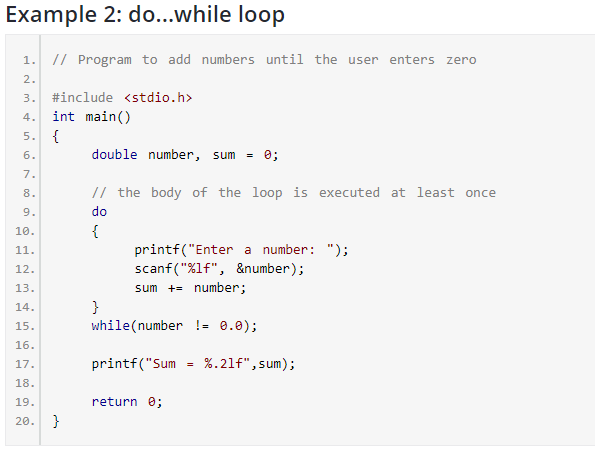 Example 2: do...while loop
1. // Program to add numbers until the user enters zero
2.
3. #include <stdio.h>
4. int main()
5. {
6. double number, sum = 0;
7.
8. // the body of the loop is executed at least once
9. do
10. {
11. printf("Enter a number: ");
12. scanf("%lf", &number);
13. sum += number;
14. }
15. while(number != 0.0);
16.
17. printf("Sum = %.2lf",sum);
18.
19. return 0;
20. }